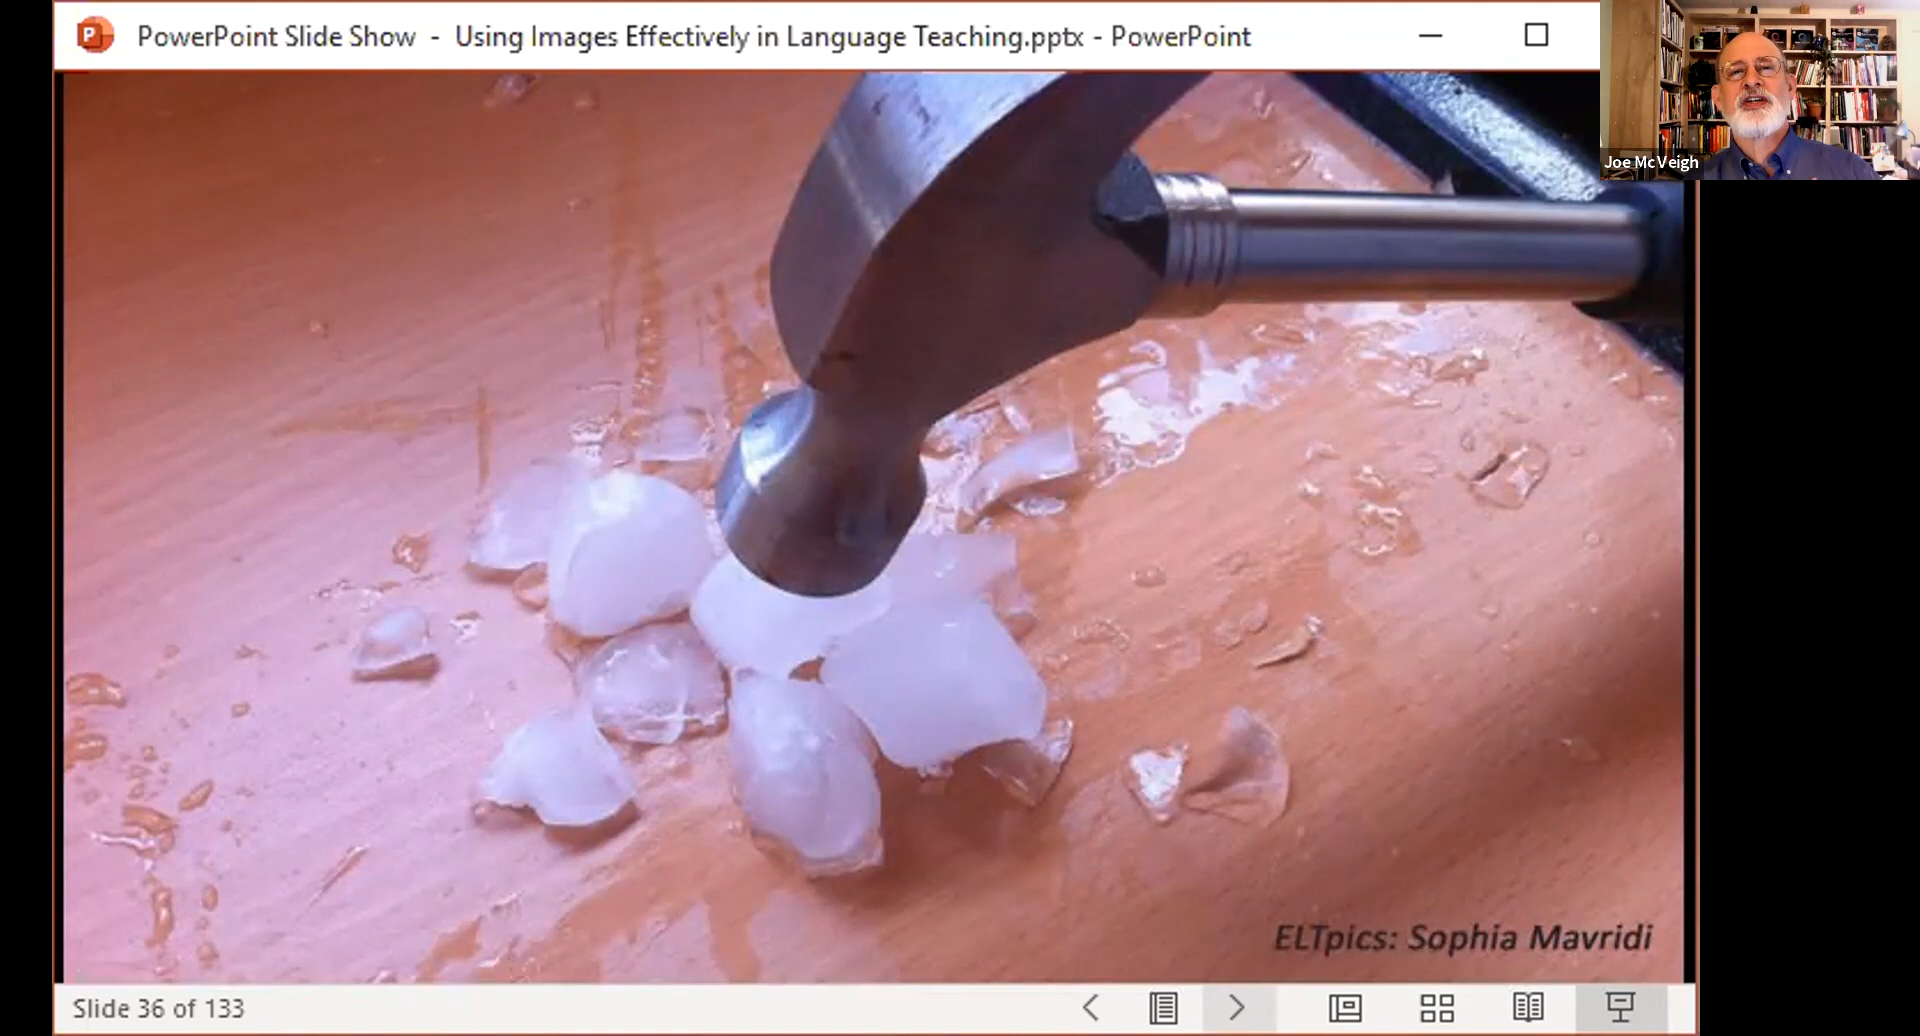 PowerPoint Slide Show - Using Images Effectively in Language Teaching.pptx - PowerPoint
Joe McVeigh
ELTpics: Sophia Mavridi
Slide 36 of 133